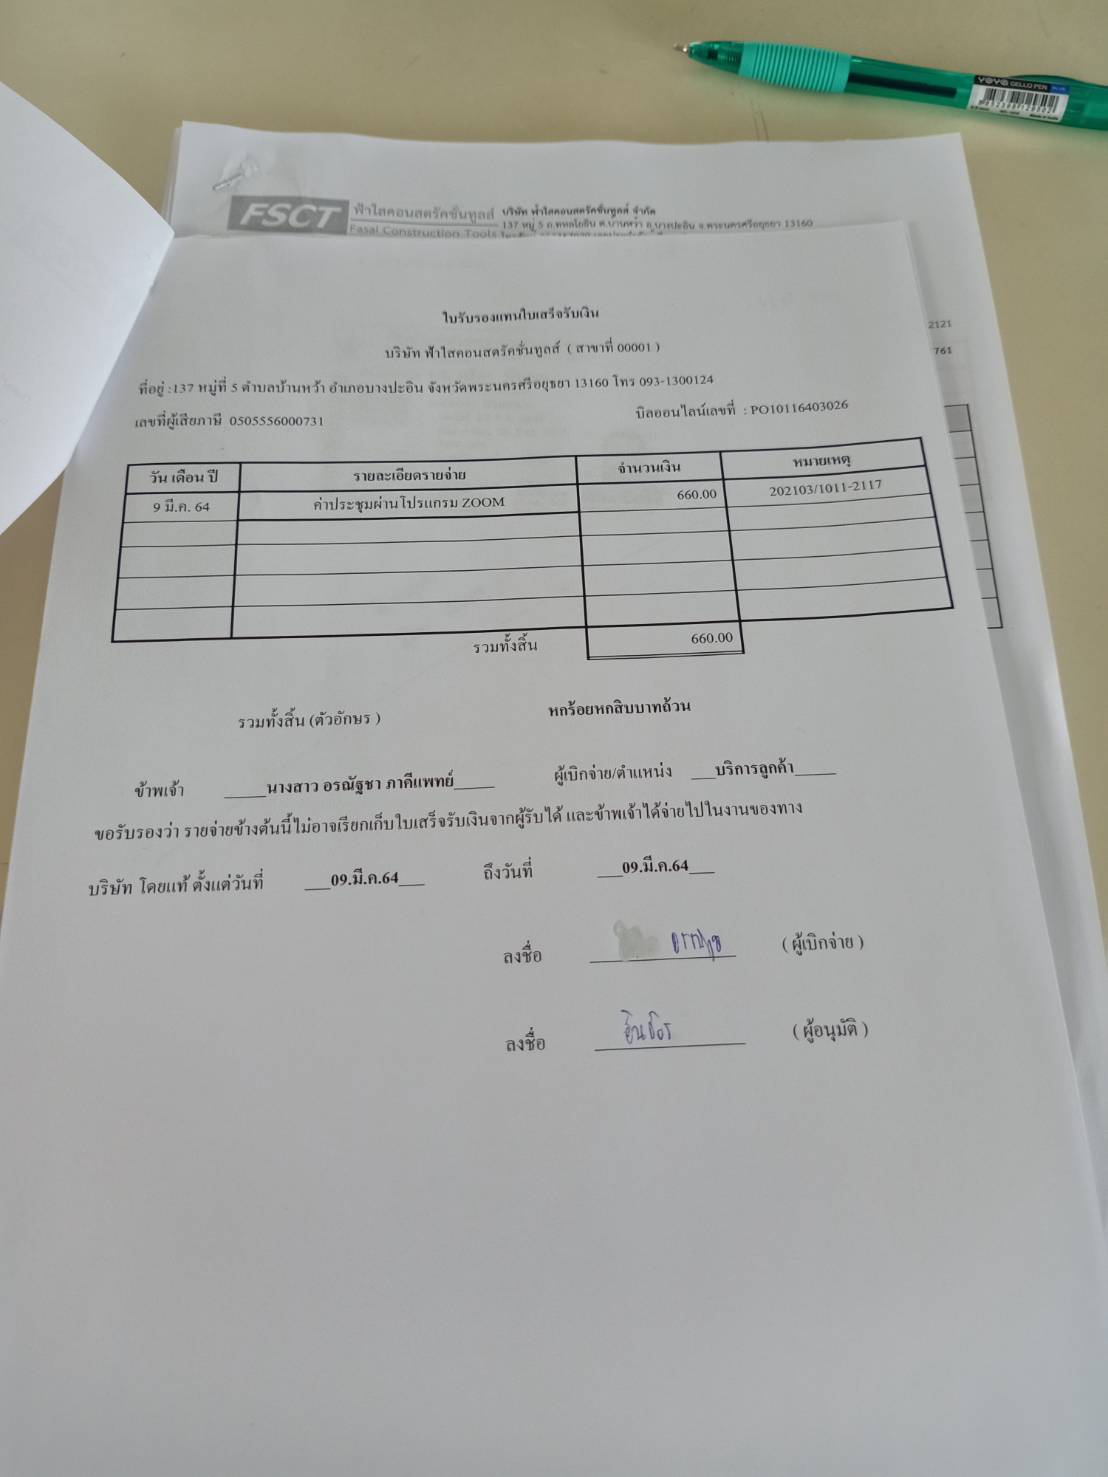 FSCT ฟ้าใสคอนสตรัคชั่นทูลส์ บริษัท ฟ้าใสคอนสตรัคชั่นทูลส์ จำกัด
Fasai Construction Tools 137 หมู่ 5 ถ.พหลโยธิน ต.บ้านหว้า อ.บางปะอิน จ.พระนครศรีอยุธยา 13160
ใบรับรองแทนใบเสร็จรับเงิน
บริษัท ฟ้าใสคอนสตรัคชั่นทูลส์ ( สาขาที่ 00001 )
2121
761
ที่อยู่ :137 หมู่ที่ 5 ตำบลบ้านหว้า อำเภอบางปะอิน จังหวัดพระนครศรีอยุธยา 13160 โทร 093-1300124
เลขที่ผู้เสียภาษี 0505556000731 บิลออนไลน์เลขที่ : PO10116403026
วัน เดือน ปี รายละเอียดรายจ่าย จำนวนเงิน หมายเหตุ
9 มี.ค. 64 ค่าประชุมผ่านโปรแกรม ZOOM 660.00 202103/1011-2117
รวมทั้งสิ้น 660.00
รวมทั้งสิ้น (ตัวอักษร ) หกร้อยหกสิบบาทถ้วน
ข้าพเจ้า ____นางสาว อรณัฐชา ภาคีแพทย์____ ผู้เบิกจ่าย/ตำแหน่ง ___บริการลูกค้า____
ขอรับรองว่า รายจ่ายข้างต้นนี้ไม่อาจเรียกเก็บใบเสร็จรับเงินจากผู้รับได้ และข้าพเจ้าได้จ่ายไปในงานของทาง
บริษัท โดยแท้ ตั้งแต่วันที่ ___09.มี.ค.64___ ถึงวันที่ ___09.มี.ค.64___
ลงชื่อ ( ผู้เบิกจ่าย )
ลงชื่อ ( ผู้อนุมัติ )
YOYO GELLO PEN